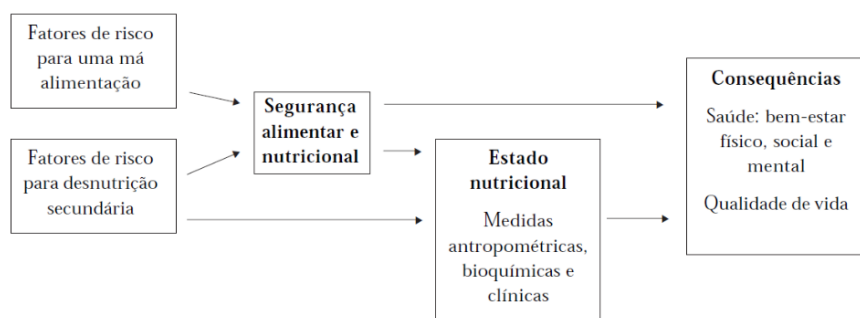 Fatores de risco
para uma má
alimentação
Fatores de risco
para desnutrição
secundária
Segurança
alimentar e
nutricional
Estado
nutricional
Medidas
antropométricas,
bioquímicas e
clínicas
Consequências
Saúde: bem-estar
físico, social e
mental
Qualidade de vida